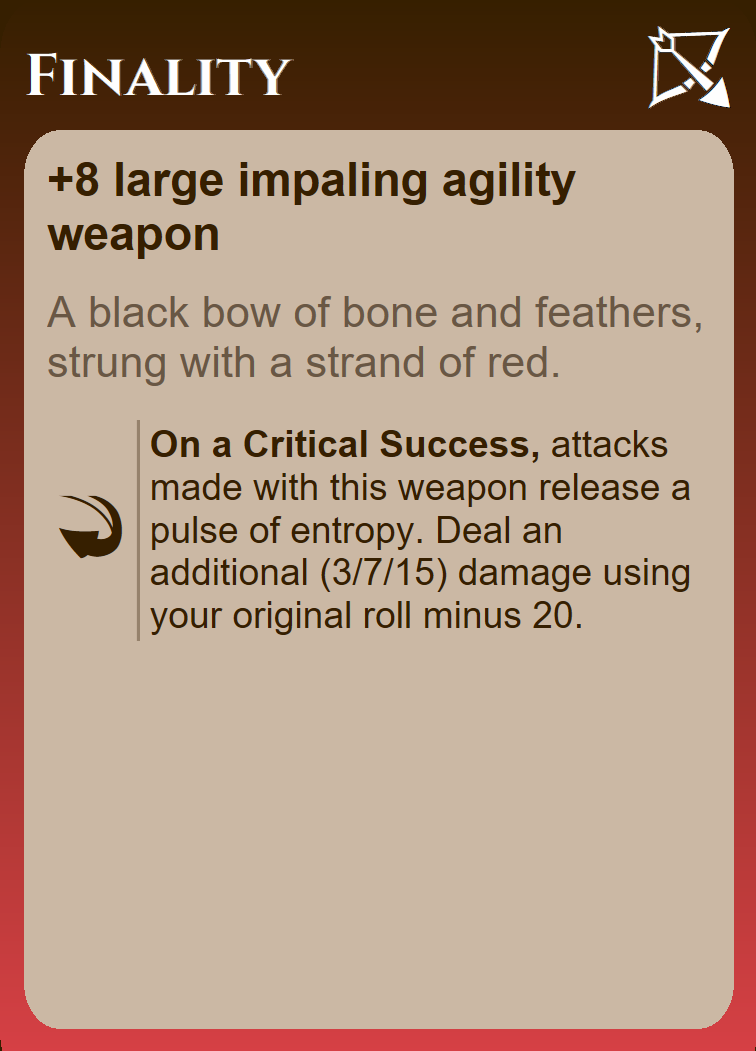 Finality
+8 large impaling agility
weapon
A black bow of bone and feathers,
strung with a strand of red.
On a Critical Success, attacks
made with this weapon release a
pulse of entropy. Deal an
additional (3/7/15) damage using
your original roll minus 20.